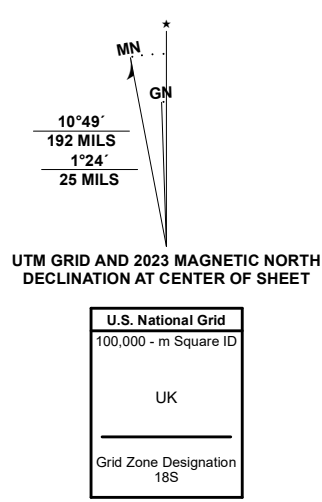 ★
MN
GN
10°49´
192 MILS
1°24´
25 MILS
UTM GRID AND 2023 MAGNETIC NORTH
DECLINATION AT CENTER OF SHEET
U.S. National Grid
100,000 - m Square ID
UK
Grid Zone Designation
18S